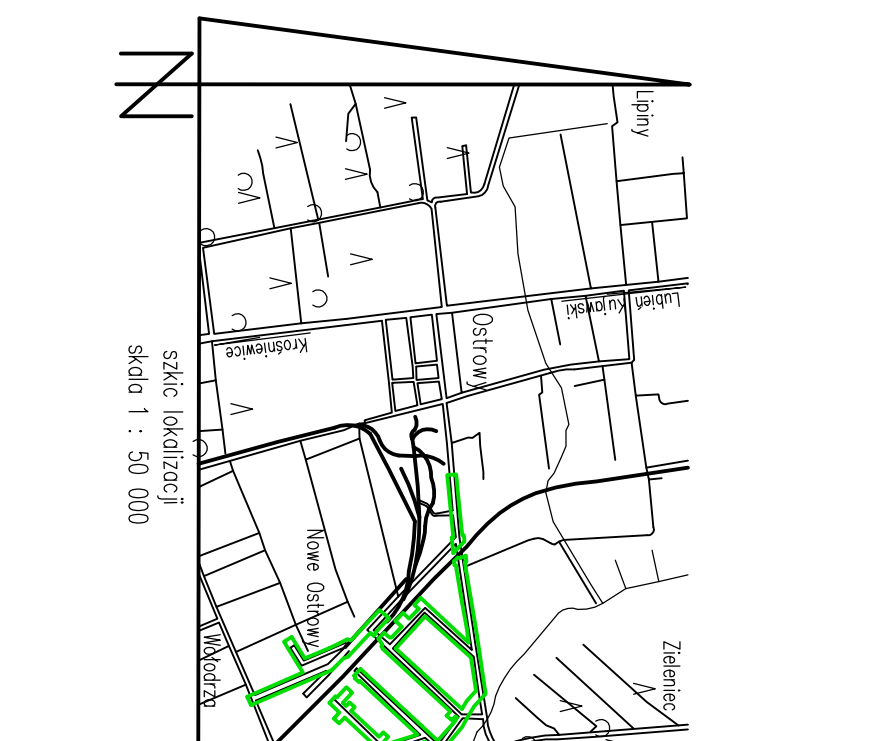 N
Lipiny
Lubień Kujawski
Ostrowy
Krośniewice
szkic lokalizacji
skala 1 : 50 000
Nowe Ostrowy
Wołodrza
Zieleniec